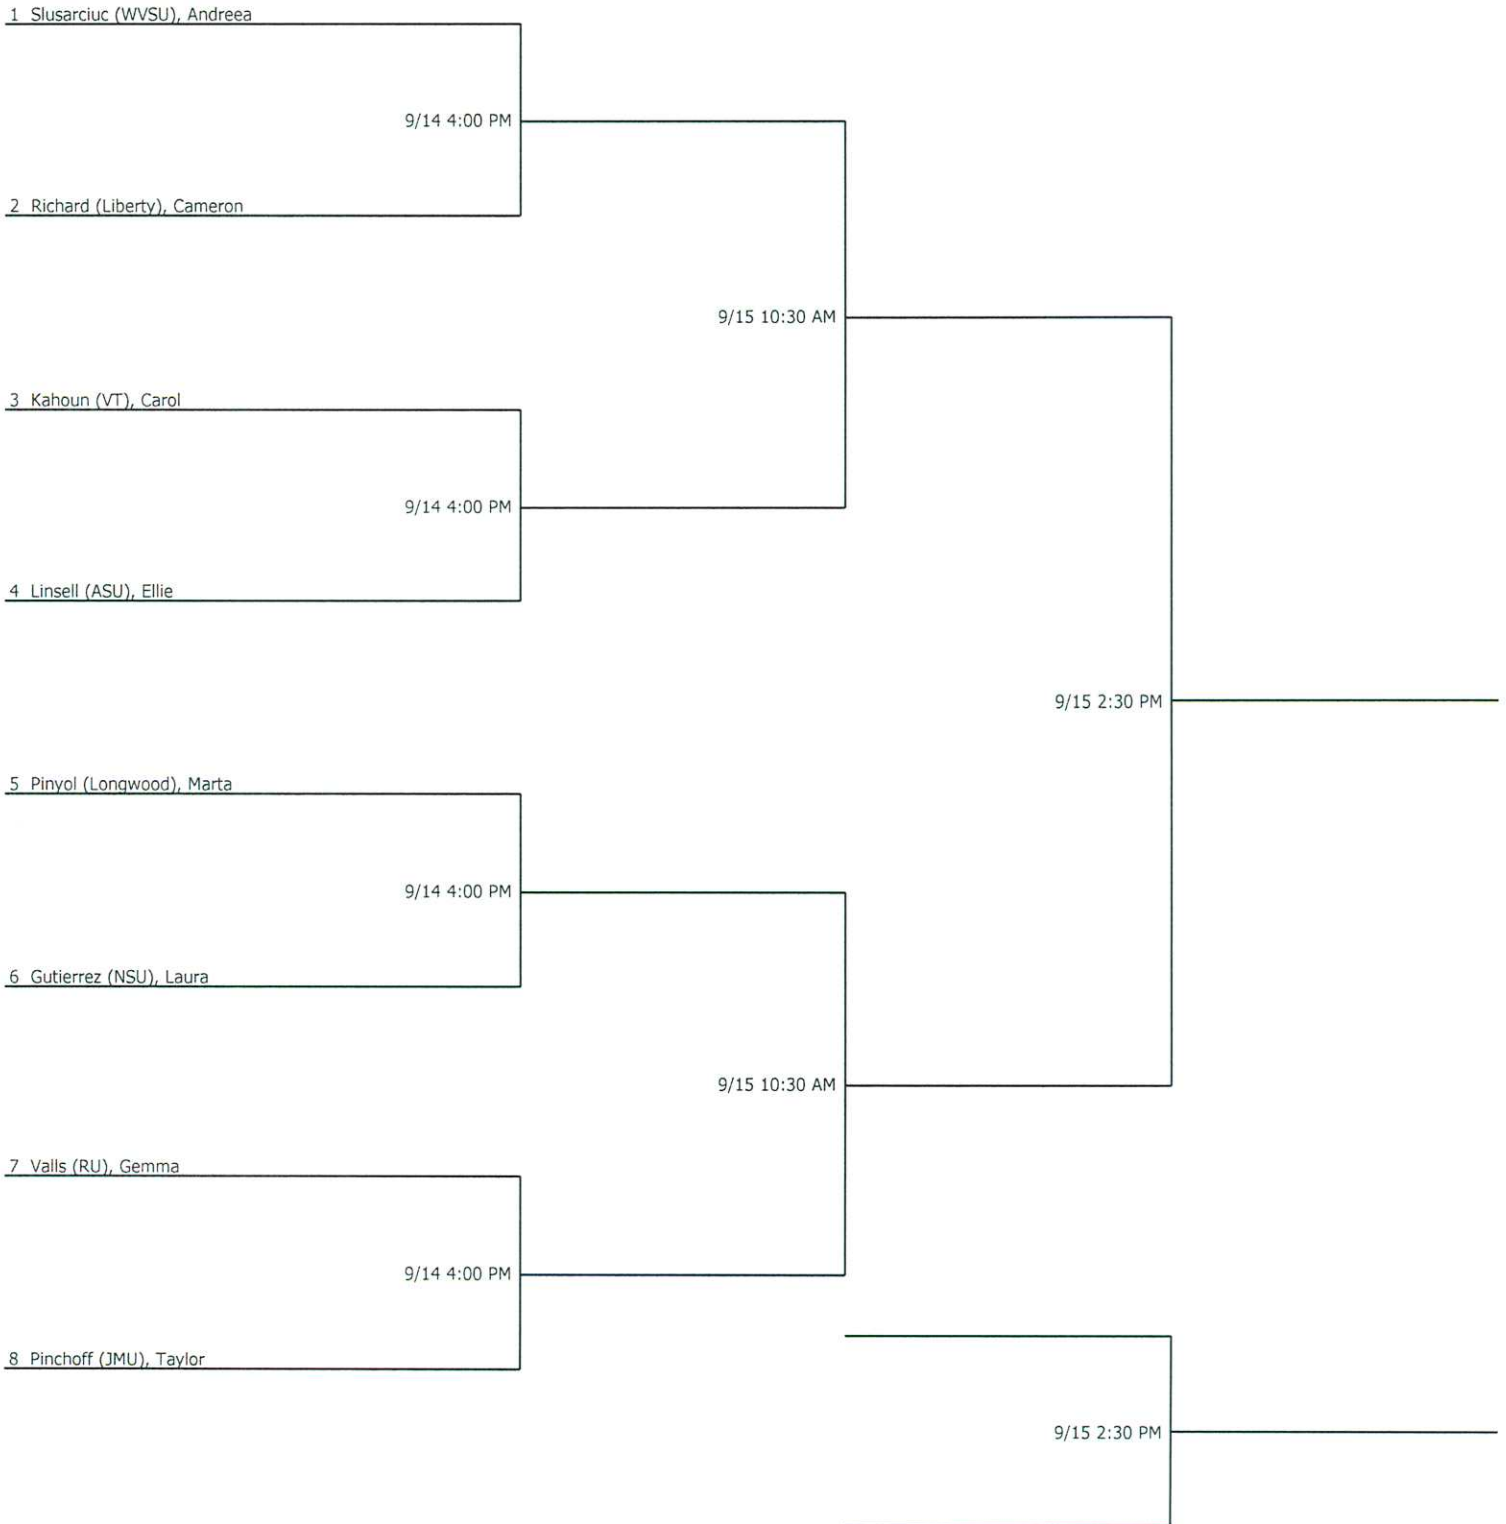 1 Slusarciuc (WVSU), Andreea
9/14 4:00 PM
2 Richard (Liberty), Cameron
9/15 10:30 AM
3 Kahoun (VT), Carol
9/14 4:00 PM
4 Linsell (ASU), Ellie
9/15 2:30 PM
5 Pinyol (Longwood), Marta
9/14 4:00 PM
6 Gutierrez (NSU), Laura
9/15 10:30 AM
7 Valls (RU), Gemma
9/14 4:00 PM
8 Pinchoff (JMU), Taylor
9/15 2:30 PM